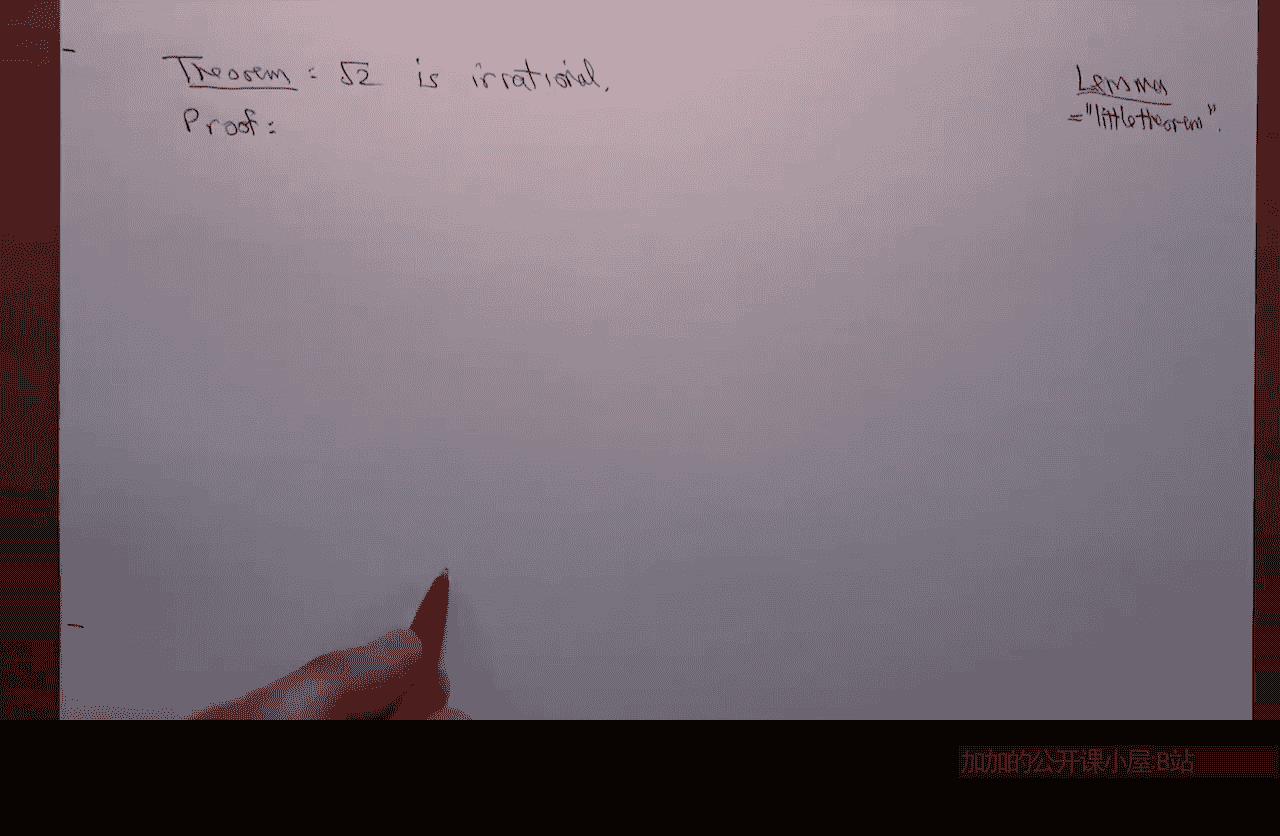 Theorem: √2 is irrational.
Proof:
Lemma
= "little theorem".
加加的公开课小屋:B站